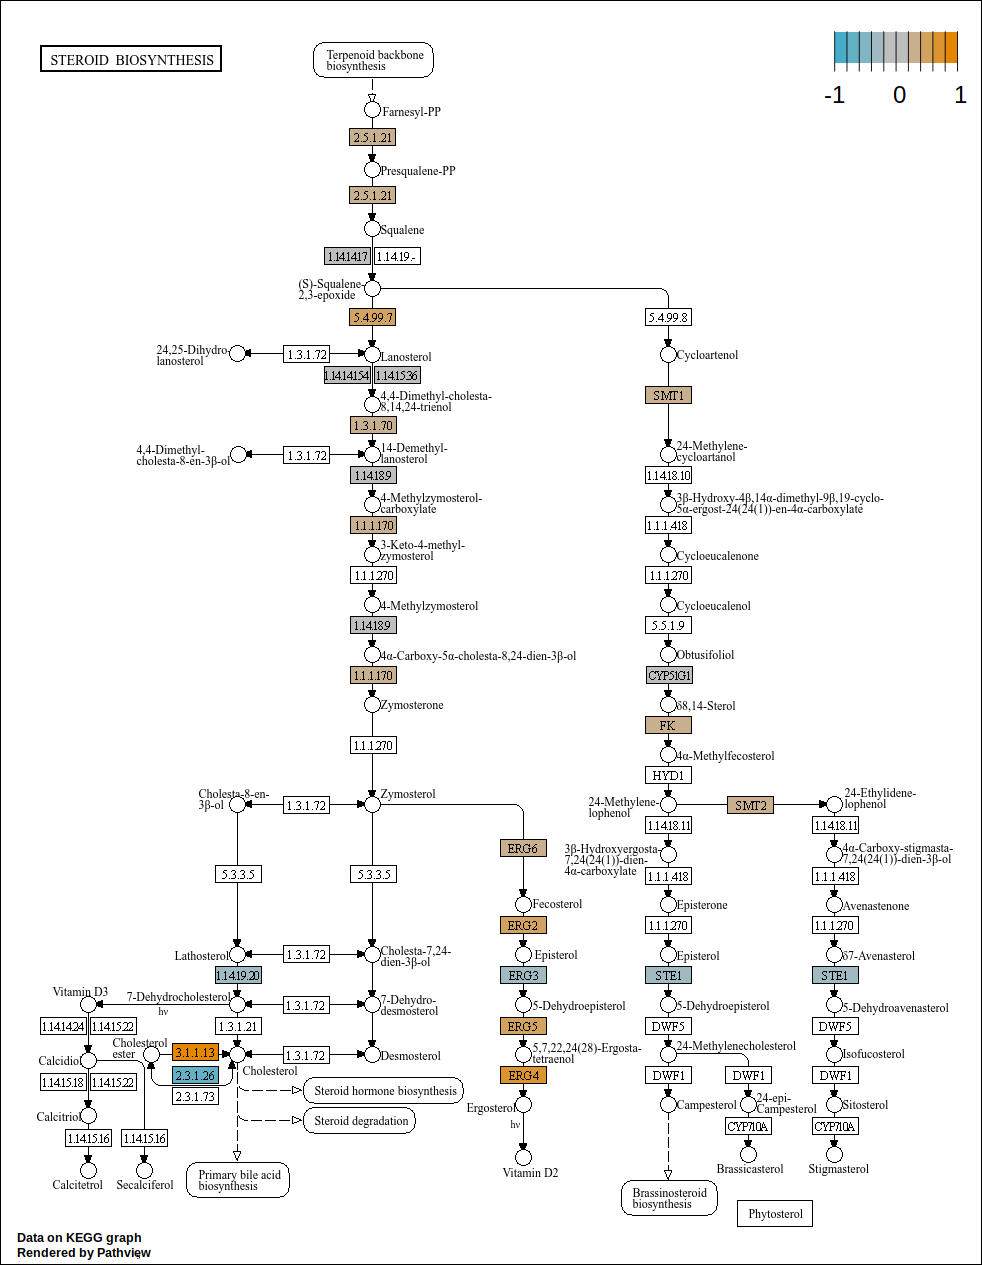 STEROID BIOSYNTHESIS
Terpenoid backbone
biosynthesis
-1
0
1
Farnesyl-PP
2.5.1.21
Presqualene-PP
2.5.1.21
Squalene
1.14.14.17
1.14.19.-
(S)-Squalene-
2,3-epoxide
5.4.99.7
5.4.99.8
24,25-Dihydro
lanosterol
1.3.1.72
Lanosterol
Cycloartenol
1.14.14.154
1.14.15.36
4,4-Dimethyl-cholesta-
8,14,24-trienol
SMT1
1.3.1.70
4,4-Dimethyl-
cholesta-8-en-3β-ol
1.3.1.72
14-Demethyl-
lanosterol
24-Methylene-
cycloartanol
1.14.18.9
1.14.18.10
4-Methylzymosterol-
carboxylate
3β-Hydroxy-4β,14α-dimethyl-9β,19-cyclo-
5α-ergost-24(24(1))-en-4α-carboxylate
1.1.1.170
1.1.1.418
3-Keto-4-methyl-
zymosterol
Cycloeucalenone
1.1.1.270
1.1.1.270
4-Methylzymosterol
Cycloeucalenol
1.14.18.9
5.5.1.9
4α-Carboxy-5α-cholesta-8,24-dien-3β-ol
Obtusifoliol
1.1.1.170
CYP51G1
Zymosterone
δ8,14-Sterol
FK
1.1.1.270
4α-Methylfecosterol
HYD1
Cholesta-8-en-
3β-ol
1.3.1.72
Zymosterol
24-Methylene-
lophenol
SMT2
24-Ethylidene-
lophenol
1.14.18.11
1.14.18.11
ERG6
3β-Hydroxyergosta-
7,24(24(1))-dien-
4α-carboxylate
4α-Carboxy-stigmasta-
7,24(24(1))-dien-3β-ol
5.3.3.5
5.3.3.5
1.1.1.418
1.1.1.418
Fecosterol
Episterone
Avenastenone
ERG2
1.1.1.270
1.1.1.270
Lathosterol
1.3.1.72
Cholesta-7,24-
dien-3β-ol
Episterol
Episterol
δ7-Avenasterol
1.14.19.20
ERG3
STE1
STE1
Vitamin D3
7-Dehydrocholesterol
hν
1.3.1.72
7-Dehydro-
desmosterol
5-Dehydroepisterol
5-Dehydroepisterol
5-Dehydroavenasterol
1.14.14.24
1.14.15.22
1.3.1.21
ERG5
DWF5
DWF5
Calcidiol
Cholesterol
ester
3.1.1.13
Cholesterol
1.3.1.72
Desmosterol
5,7,22,24(28)-Ergosta-
tetraenol
24-Methylenecholesterol
Isofucosterol
1.14.15.18
1.14.15.22
2.3.1.26
2.3.1.73
ERG4
DWF1
DWF1
DWF1
Steroid hormone biosynthesis
Calcitriol
Steroid degradation
Ergosterol
hν
Campesterol
24-epi-
Campesterol
Sitosterol
1.14.15.16
1.14.15.16
CYP710A
CYP710A
Calcitetrol
Secalciferol
Primary bile acid
biosynthesis
Vitamin D2
Brassicasterol
Stigmasterol
Brassinosteroid
biosynthesis
Phytosterol
Data on KEGG graph
Rendered by Pathview